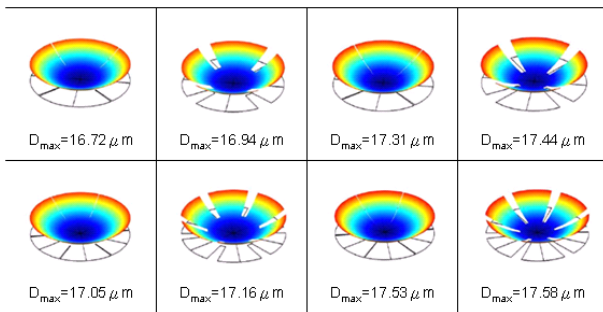 Dmax=16.72μm
Dmax=16.94μm
Dmax=17.31μm
Dmax=17.44μm
Dmax=17.05μm
Dmax=17.16μm
Dmax=17.53μm
Dmax=17.58μm